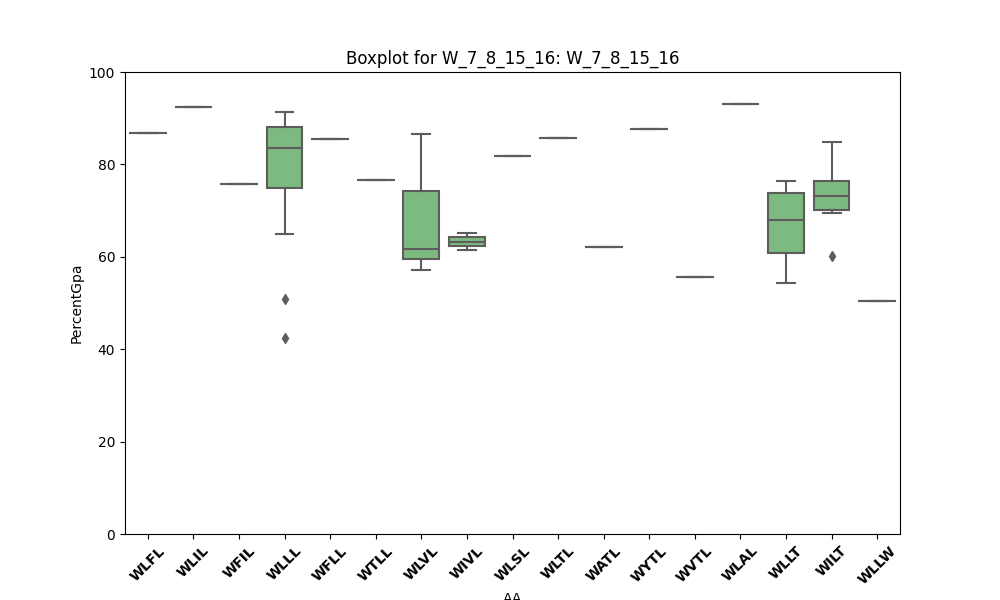 Boxplot for W_7_8_15_16: W_7_8_15_16
PercentGpa
100
80
60
40
20
0
WLFL WLIL WFIL WLLL WFLL WTLL WLVL WIVL WLSL WLTL WATL WYTL WVTL WLAL WLLT WILT WLLW
AA